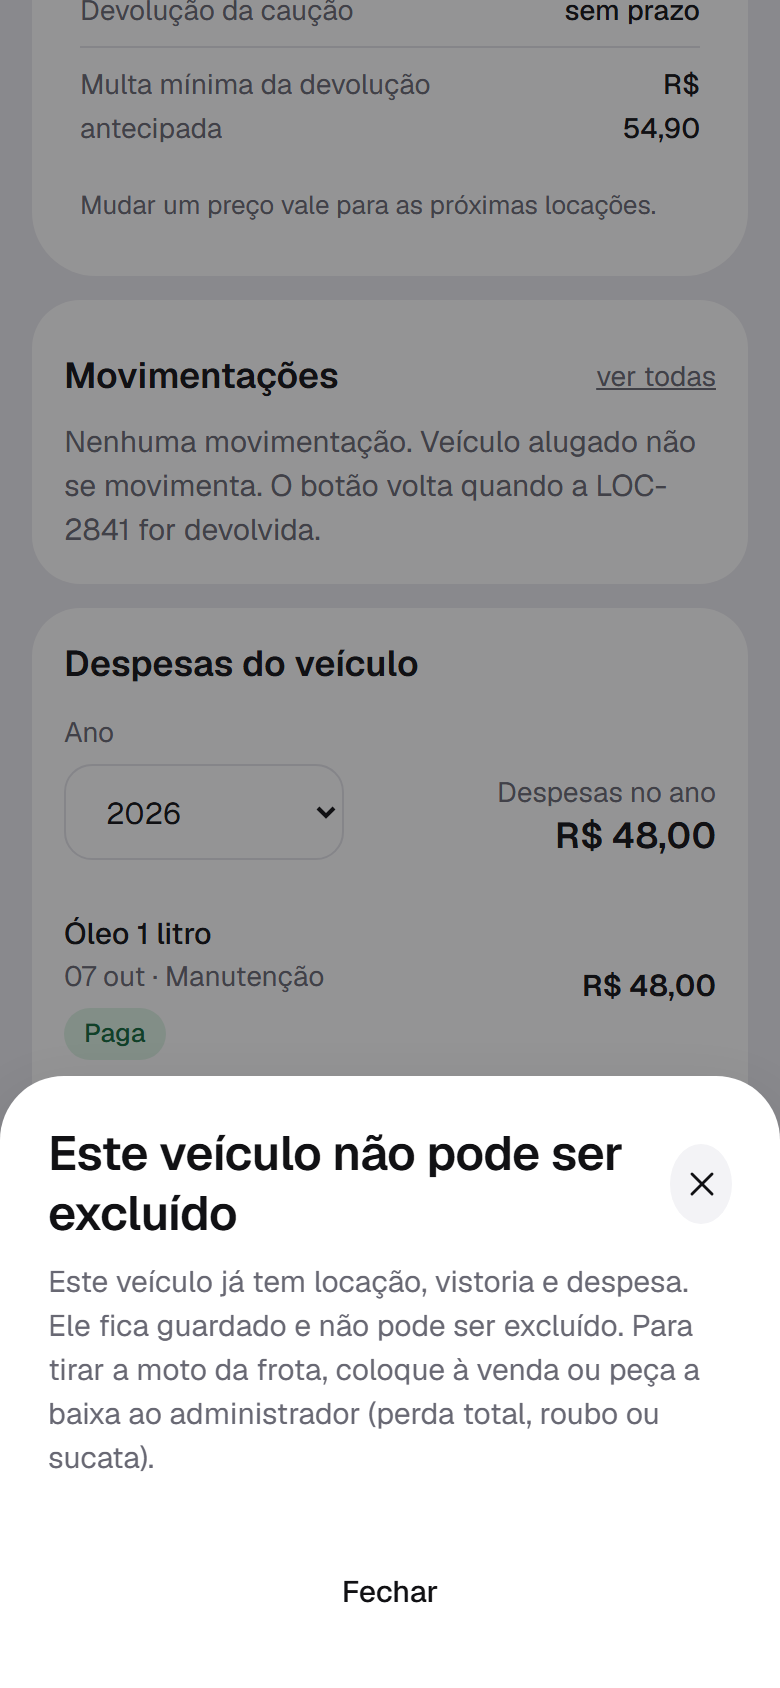 Devolução da caução sem prazo
Multa mínima da devolução R$
antecipada 54,90
Mudar um preço vale para as próximas locações.
Movimentações ver todas
Nenhuma movimentação. Veículo alugado não
se movimenta. O botão volta quando a LOC-
2841 for devolvida.
Despesas do veículo
Ano
2026
Despesas no ano
R$ 48,00
Óleo 1 litro
07 out · Manutenção
R$ 48,00
Paga
Este veículo não pode ser
excluído
Este veículo já tem locação, vistoria e despesa.
Ele fica guardado e não pode ser excluído. Para
tirar a moto da frota, coloque à venda ou peça a
baixa ao administrador (perda total, roubo ou
sucata).
Fechar